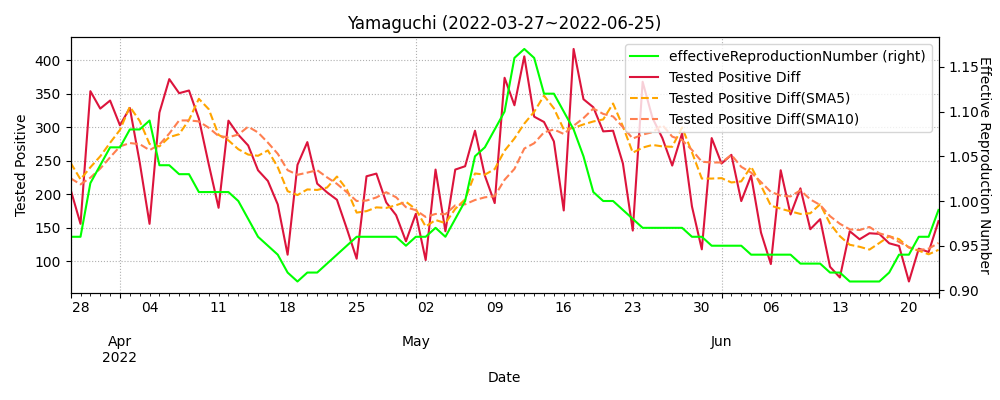 Yamaguchi (2022-03-27~2022-06-25)
effectiveReproductionNumber (right)
Tested Positive Diff
Tested Positive Diff(SMA5)
Tested Positive Diff(SMA10)
Tested Positive
400
350
300
250
200
150
100
1.15
1.10
1.05
1.00
0.95
0.90
Effective Reproduction Number
28 04 11 18 25 02 09 16 23 30 06 13 20
Apr May Jun
2022
Date